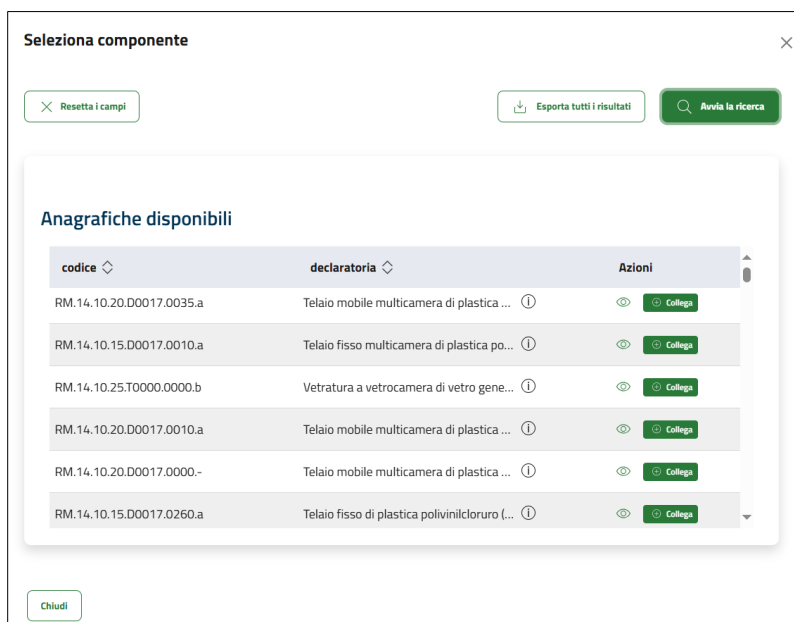 Seleziona componente
Resetta i campi
Esporta tutti i risultati
Avvia la ricerca
Anagrafiche disponibili
codice declaratoria Azioni
RM.14.10.20.D0017.0035.a Telaio mobile multicamera di plastica ... Collega
RM.14.10.15.D0017.0010.a Telaio fisso multicamera di plastica po... Collega
RM.14.10.25.T0000.0000.b Vetratura a vetrocamera di vetro gene... Collega
RM.14.10.20.D0017.0010.a Telaio mobile multicamera di plastica ... Collega
RM.14.10.20.D0017.0000.- Telaio mobile multicamera di plastica ... Collega
RM.14.10.15.D0017.0260.a Telaio fisso di plastica polivinilcloruro (... Collega
Chiudi